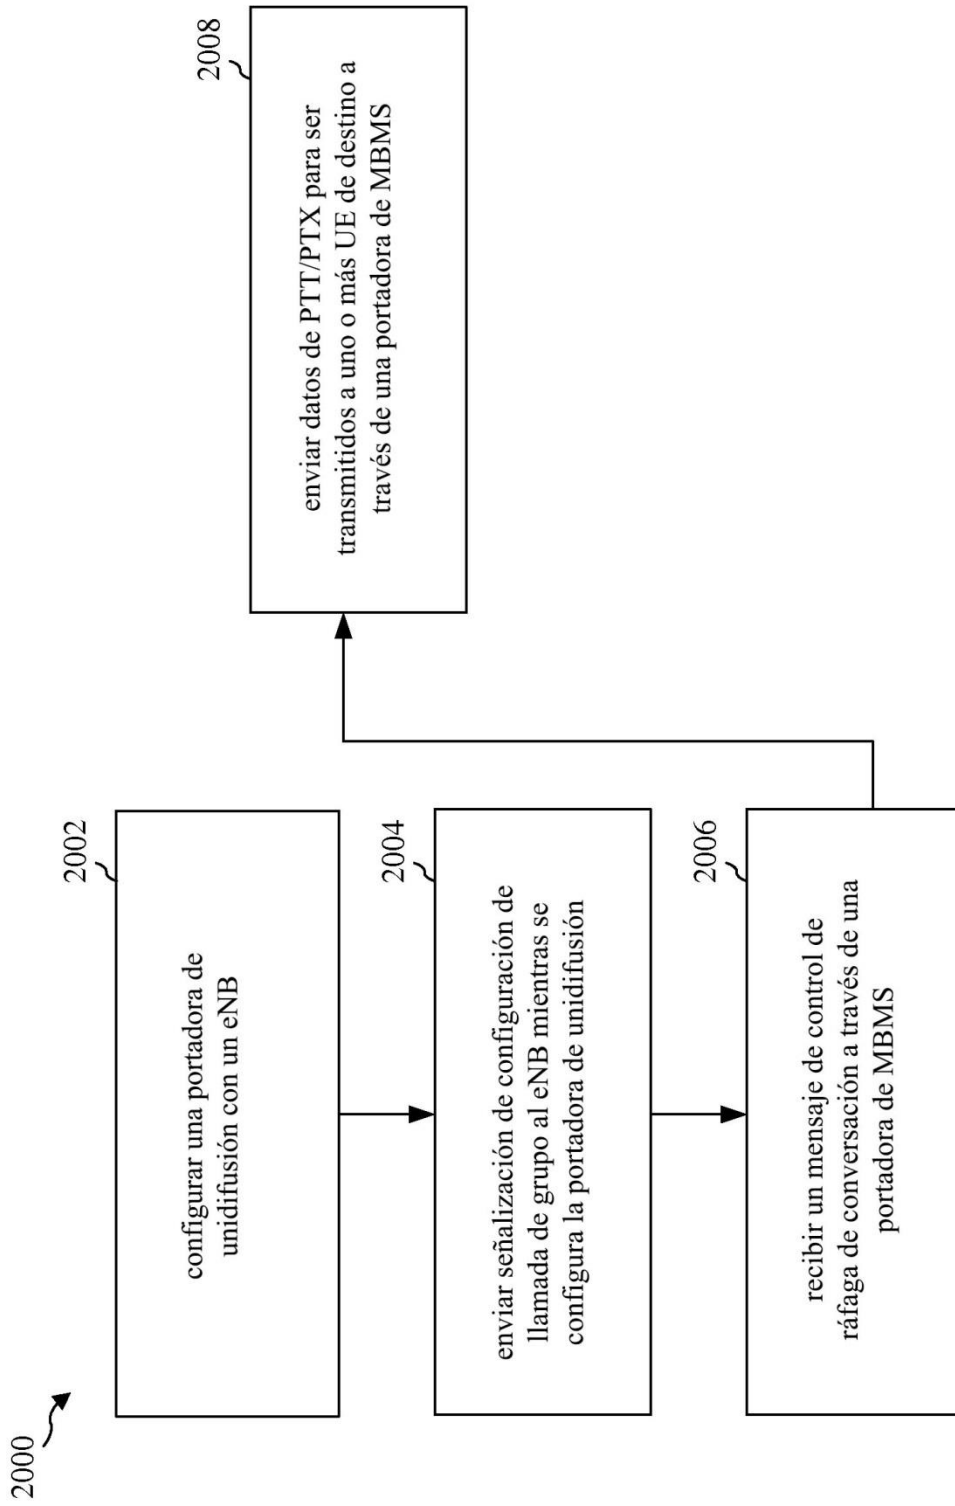 2000
2002
configurar una portadora de
unidifusión con un eNB
2004
enviar señalización de configuración de
llamada de grupo al eNB mientras se
configura la portadora de unidifusión
2006
recibir un mensaje de control de
ráfaga de conversación a través de una
portadora de MBMS
2008
enviar datos de PTT/PTX para ser
transmitidos a uno o más UE de destino a
través de una portadora de MBMS